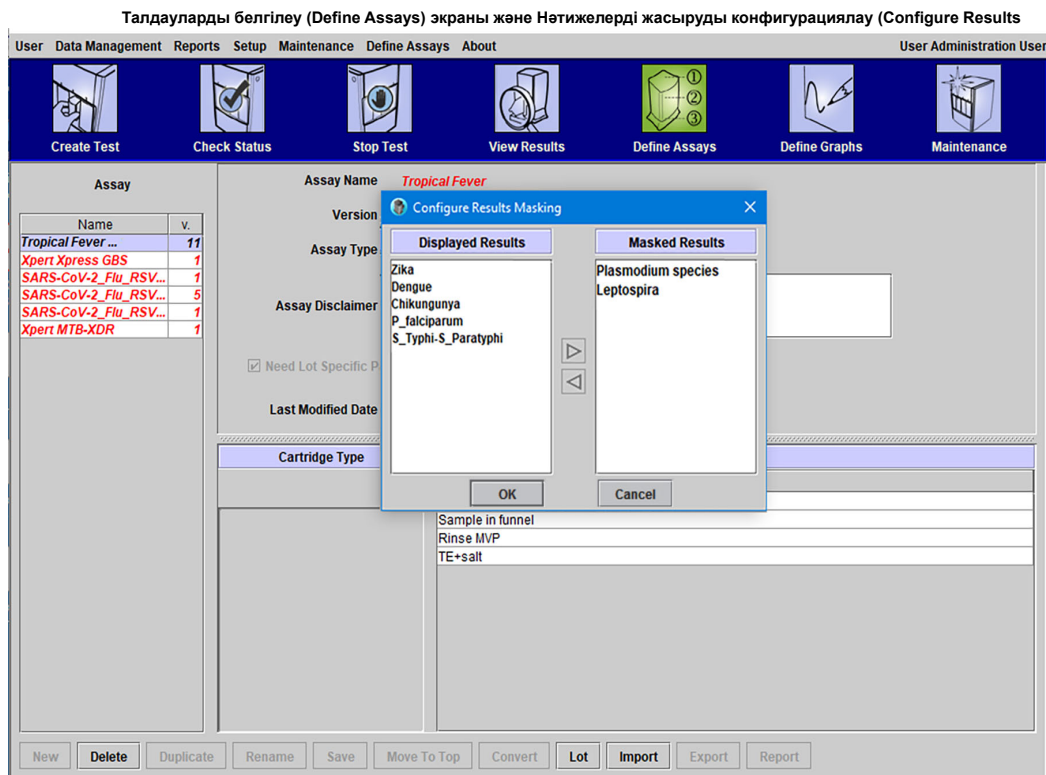 Талдауларды белгілеу (Define Assays) экраны және Нәтижелерді жасыруды конфигурациялау (Configure Results
User Data Management Reports Setup Maintenance Define Assays About User Administration User
Create Test Check Status Stop Test View Results Define Assays Define Graphs Maintenance
Assay
Name v.
Tropical Fever ... 11
Xpert Xpress GBS 1
SARS-CoV-2_Flu_RSV... 1
SARS-CoV-2_Flu_RSV... 5
SARS-CoV-2_Flu_RSV... 1
Xpert MTB-XDR 1
Assay Name Tropical Fever
Version
Assay Type
Assay Disclaimer
Need Lot Specific P
Last Modified Date
Configure Results Masking
Displayed Results
Zika
Dengue
Chikungunya
P_falciparum
S_Typhi-S_Paratyphi
Masked Results
Plasmodium species
Leptospira
OK Cancel
Cartridge Type
Sample in funnel
Rinse MVP
TE+salt
New Delete Duplicate Rename Save Move To Top Convert Lot Import Export Report